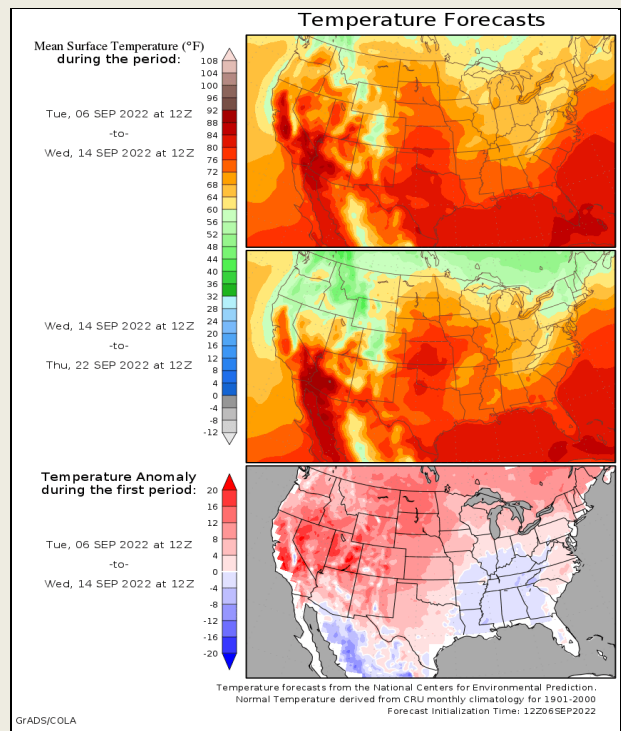 Temperature Forecasts
Mean Surface Temperature (°F)
during the period:
Tue, 06 SEP 2022 at 12Z
-to-
Wed, 14 SEP 2022 at 12Z
108
104
100
96
92
88
84
80
76
72
68
64
60
56
52
48
44
40
36
32
28
24
20
16
12
8
4
0
-4
-8
-12
Wed, 14 SEP 2022 at 12Z
-to-
Thu, 22 SEP 2022 at 12Z
Temperature Anomaly
during the first period:
Tue, 06 SEP 2022 at 12Z
-to-
Wed, 14 SEP 2022 at 12Z
20
16
12
8
4
0
-4
-8
-12
-16
-20
Temperature forecasts from the National Centers for Environmental Prediction.
Normal Temperature derived from CRU monthly climatology for 1901-2000
Forecast Initialization Time: 12Z06SEP2022
GrADS/COLA